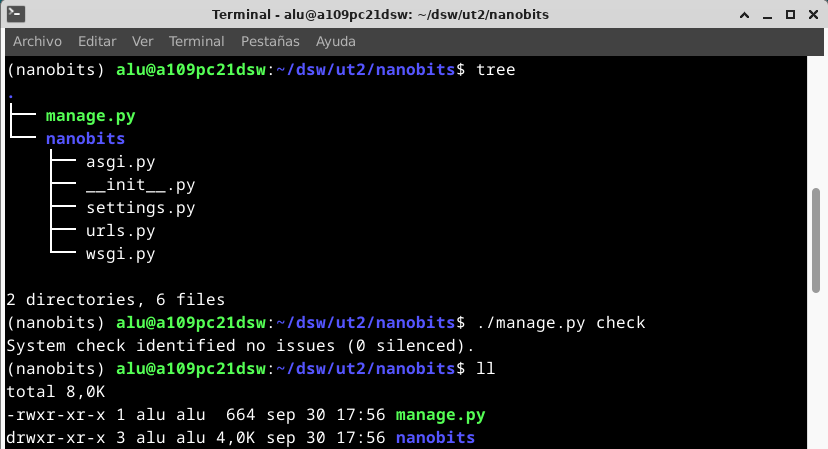 Terminal - alu@a109pc21dsw: ~/dsw/ut2/nanobits
Archivo Editar Ver Terminal Pestañas Ayuda
(nanobits) alu@a109pc21dsw:~/dsw/ut2/nanobits$ tree
.
├── manage.py
└── nanobits
    ├── asgi.py
    ├── __init__.py
    ├── settings.py
    ├── urls.py
    └── wsgi.py
2 directories, 6 files
(nanobits) alu@a109pc21dsw:~/dsw/ut2/nanobits$ ./manage.py check
System check identified no issues (0 silenced).
(nanobits) alu@a109pc21dsw:~/dsw/ut2/nanobits$ ll
total 8,0K
-rwxr-xr-x 1 alu alu  664 sep 30 17:56 manage.py
drwxr-xr-x 3 alu alu 4,0K sep 30 17:56 nanobits